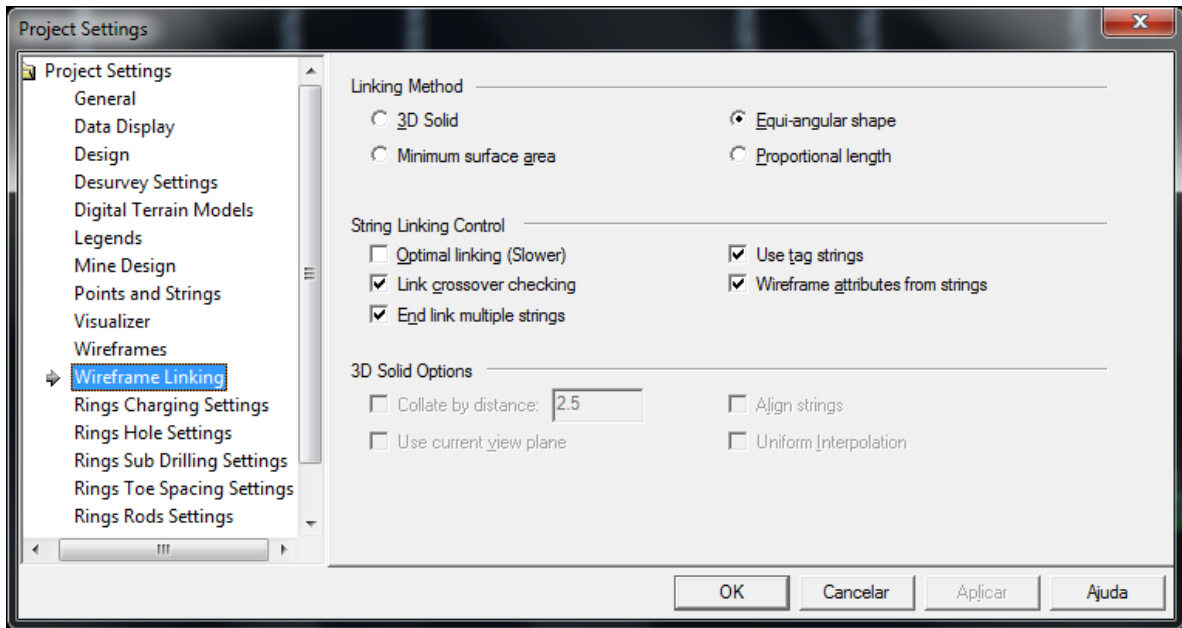 Project Settings
Project Settings
General
Data Display
Design
Desurvey Settings
Digital Terrain Models
Legends
Mine Design
Points and Strings
Visualizer
Wireframes
Wireframe Linking
Rings Charging Settings
Rings Hole Settings
Rings Sub Drilling Settings
Rings Toe Spacing Settings
Rings Rods Settings
Linking Method
3D Solid
Equi-angular shape
Minimum surface area
Proportional length
String Linking Control
Optimal linking (Slower)
Use tag strings
Link crossover checking
Wireframe attributes from strings
End link multiple strings
3D Solid Options
Collate by distance: 2.5
Align strings
Use current view plane
Uniform Interpolation
OK
Cancelar
Aplicar
Ajuda